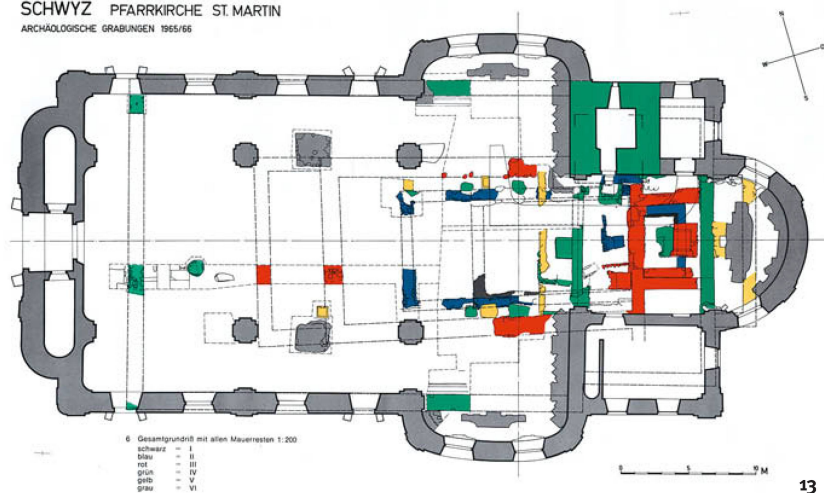 SCHWYZ PFARRKIRCHE ST. MARTIN
ARCHÄOLOGISCHE GRABUNGEN 1965/66
N
O
W
S
6 Gesamtgrundriß mit allen Mauerresten 1:200
schwarz – I
blau – II
rot – III
grün – IV
gelb – V
grau – VI
0 5 10 M
13